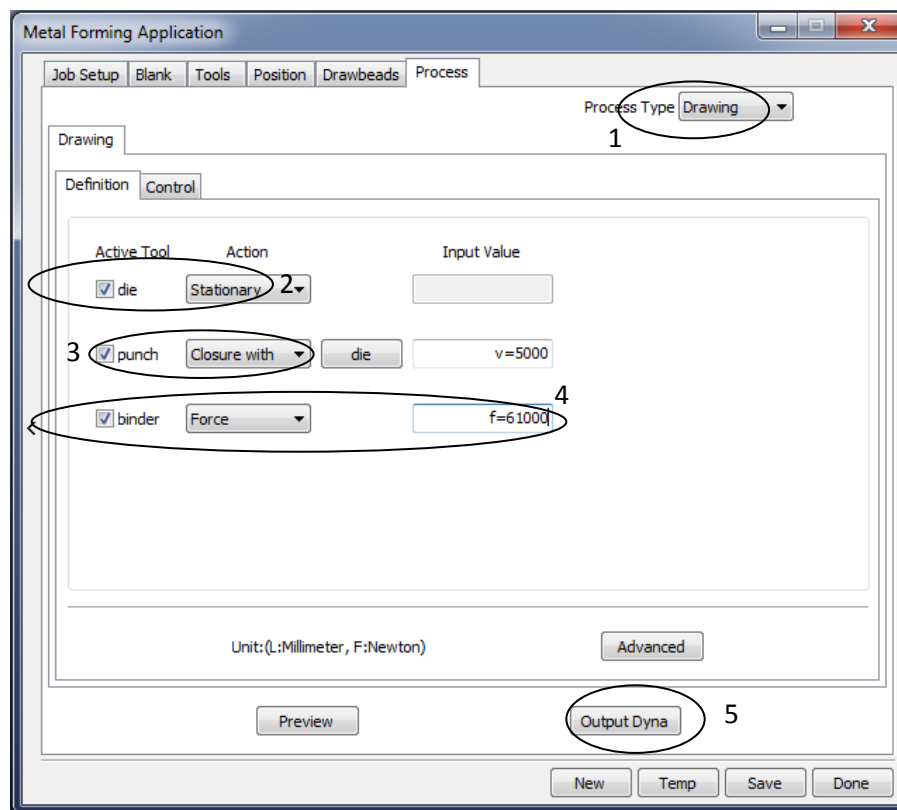 Metal Forming Application
Job Setup Blank Tools Position Drawbeads Process
Process Type Drawing
1
Drawing
Definition Control
Active Tool Action Input Value
die Stationary 2
3 punch Closure with die v=5000
4
binder Force f=61000
Unit:(L:Millimeter, F:Newton) Advanced
Preview Output Dyna 5
New Temp Save Done